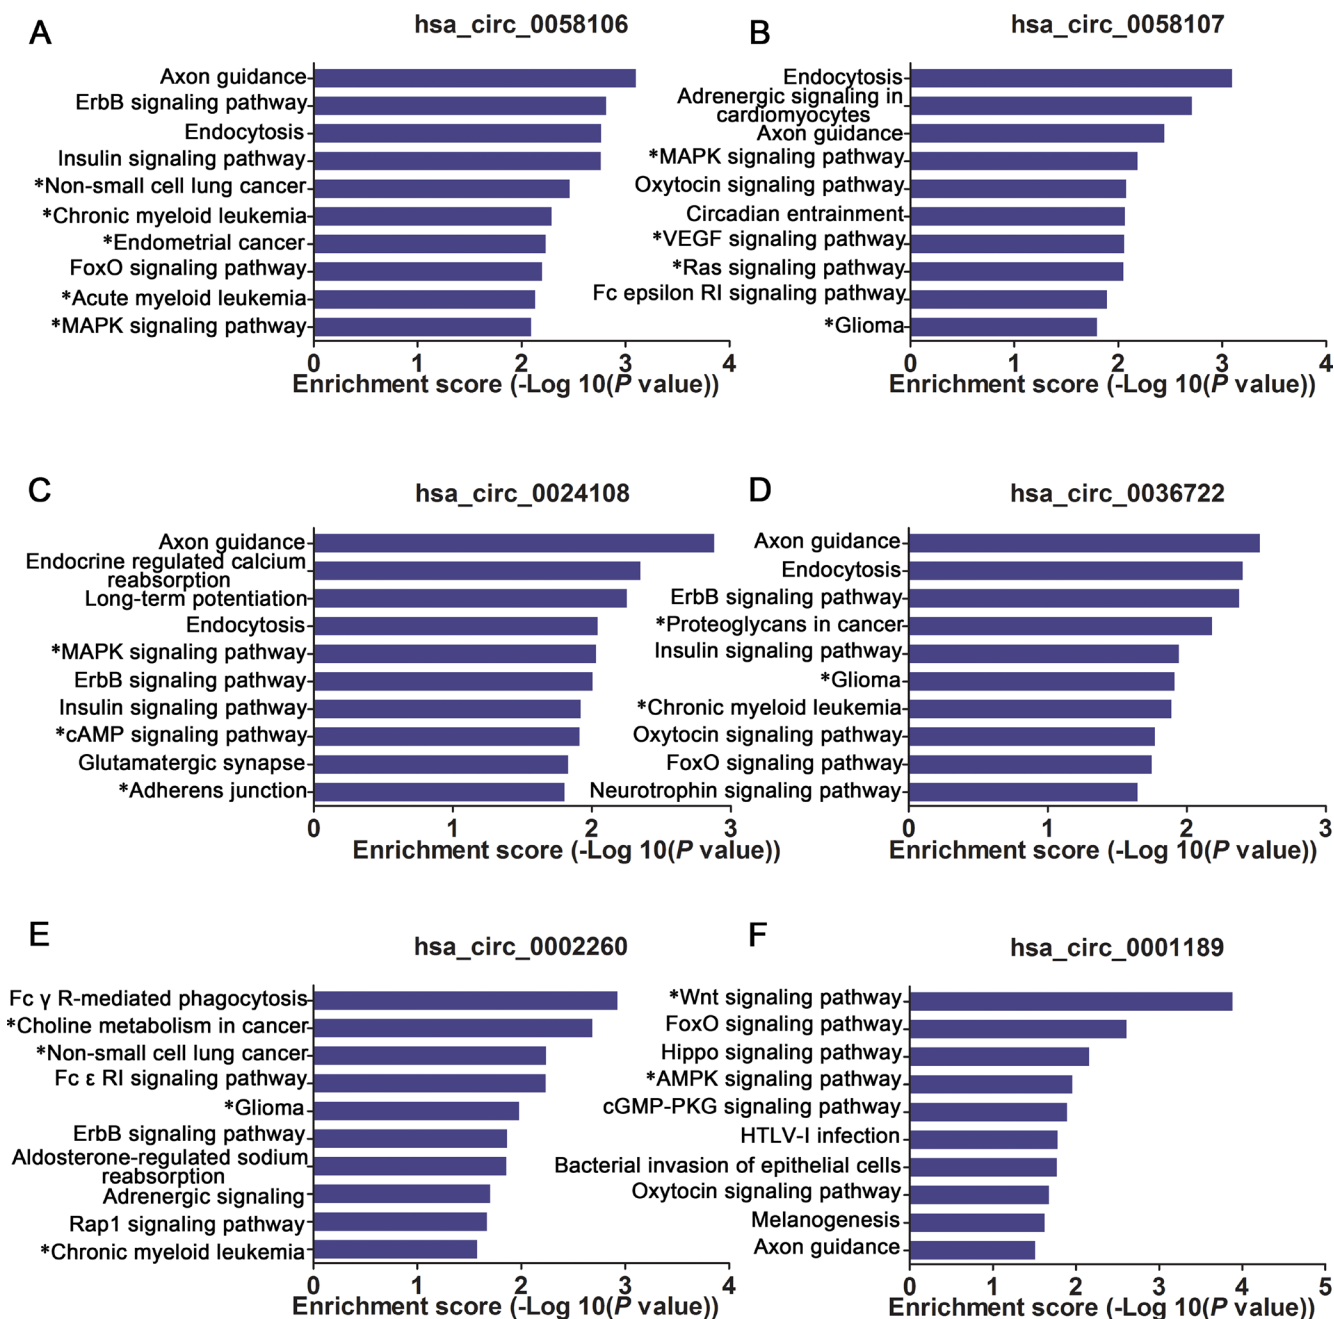 A
hsa_circ_0058106
Axon guidance
ErbB signaling pathway
Endocytosis
Insulin signaling pathway
*Non-small cell lung cancer
*Chronic myeloid leukemia
*Endometrial cancer
FoxO signaling pathway
*Acute myeloid leukemia
*MAPK signaling pathway
0 1 2 3 4
Enrichment score (-Log 10(P value))
B
hsa_circ_0058107
Endocytosis
Adrenergic signaling in
cardiomyocytes
Axon guidance
*MAPK signaling pathway
Oxytocin signaling pathway
Circadian entrainment
*VEGF signaling pathway
*Ras signaling pathway
Fc epsilon RI signaling pathway
*Glioma
0 1 2 3 4
Enrichment score (-Log 10(P value))
C
hsa_circ_0024108
Axon guidance
Endocrine regulated calcium
reabsorption
Long-term potentiation
Endocytosis
*MAPK signaling pathway
ErbB signaling pathway
Insulin signaling pathway
*cAMP signaling pathway
Glutamatergic synapse
*Adherens junction
0 1 2 3
Enrichment score (-Log 10(P value))
D
hsa_circ_0036722
Axon guidance
Endocytosis
ErbB signaling pathway
*Proteoglycans in cancer
Insulin signaling pathway
*Glioma
*Chronic myeloid leukemia
Oxytocin signaling pathway
FoxO signaling pathway
Neurotrophin signaling pathway
0 1 2 3
Enrichment score (-Log 10(P value))
E
hsa_circ_0002260
Fc γ R-mediated phagocytosis
*Choline metabolism in cancer
*Non-small cell lung cancer
Fc ε RI signaling pathway
*Glioma
ErbB signaling pathway
Aldosterone-regulated sodium
reabsorption
Adrenergic signaling
Rap1 signaling pathway
*Chronic myeloid leukemia
0 1 2 3 4
Enrichment score (-Log 10(P value))
F
hsa_circ_0001189
*Wnt signaling pathway
FoxO signaling pathway
Hippo signaling pathway
*AMPK signaling pathway
cGMP-PKG signaling pathway
HTLV-I infection
Bacterial invasion of epithelial cells
Oxytocin signaling pathway
Melanogenesis
Axon guidance
0 1 2 3 4 5
Enrichment score (-Log 10(P value))